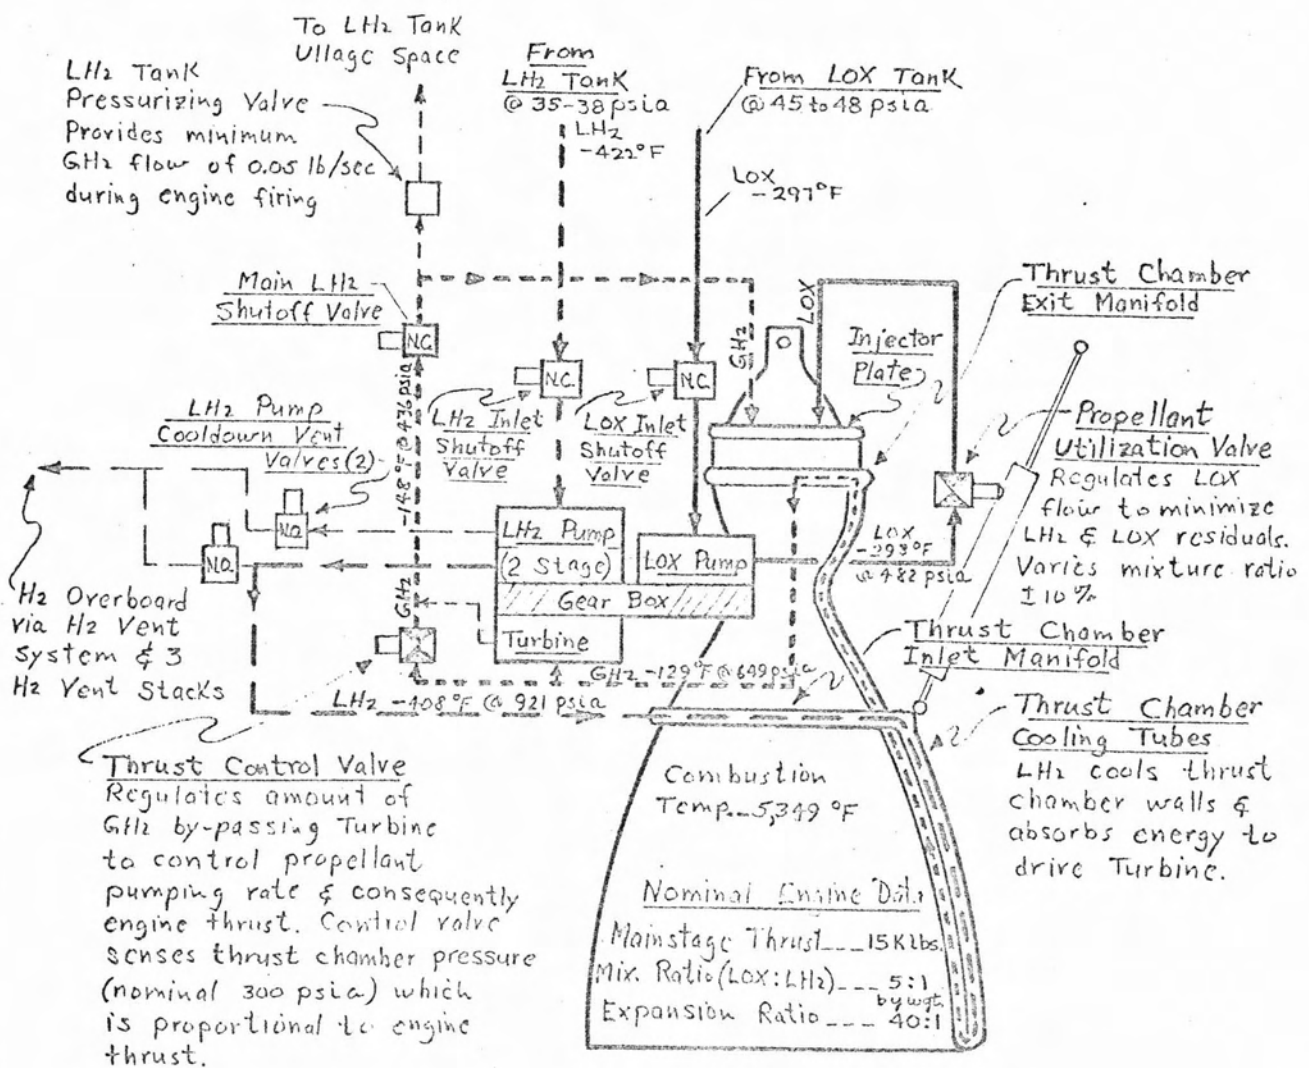 To LH2 Tank
Ullage Space
LH2 Tank
Pressurizing Valve
Provides minimum
GH2 flow of 0.05 lb/sec
during engine firing
From
LH2 Tank
@ 35-38 psia
LH2
-422°F
From LOX Tank
@ 45 to 48 psia
LOX
-297°F
Main LH2
Shutoff Valve
N.C.
LH2 Pump
Cooldown Vent
Valves (2)
N.O.
N.O.
H2 Overboard
via H2 Vent
System & 3
H2 Vent Stacks
GH2 -148°F @ psia
N.C.
LH2 Inlet
Shutoff
Valve
N.C.
LOX Inlet
Shutoff
Valve
GH2
LOX
Injector
Plate
Thrust Chamber
Exit Manifold
Propellant
Utilization Valve
Regulates LOX
flow to minimize
LH2 & LOX residuals.
Varies mixture ratio
±10%
LOX
-293°F
@ 482 psia
LH2 Pump
(2 Stage)
LOX Pump
Gear Box
Turbine
GH2 -129°F @ 649 psia
LH2 -408°F @ 921 psia
Thrust Chamber
Inlet Manifold
Thrust Chamber
Cooling Tubes
LH2 cools thrust
chamber walls &
absorbs energy to
drive Turbine.
Thrust Control Valve
Regulates amount of
GH2 by-passing Turbine
to control propellant
pumping rate & consequently
engine thrust. Control valve
senses thrust chamber pressure
(nominal 300 psia) which
is proportional to engine
thrust.
Combustion
Temp.--5,349 °F
Nominal Engine Data
Mainstage Thrust---15K lbs.
Mix. Ratio (LOX:LH2)--- 5:1
by wgt
Expansion Ratio --- 40:1